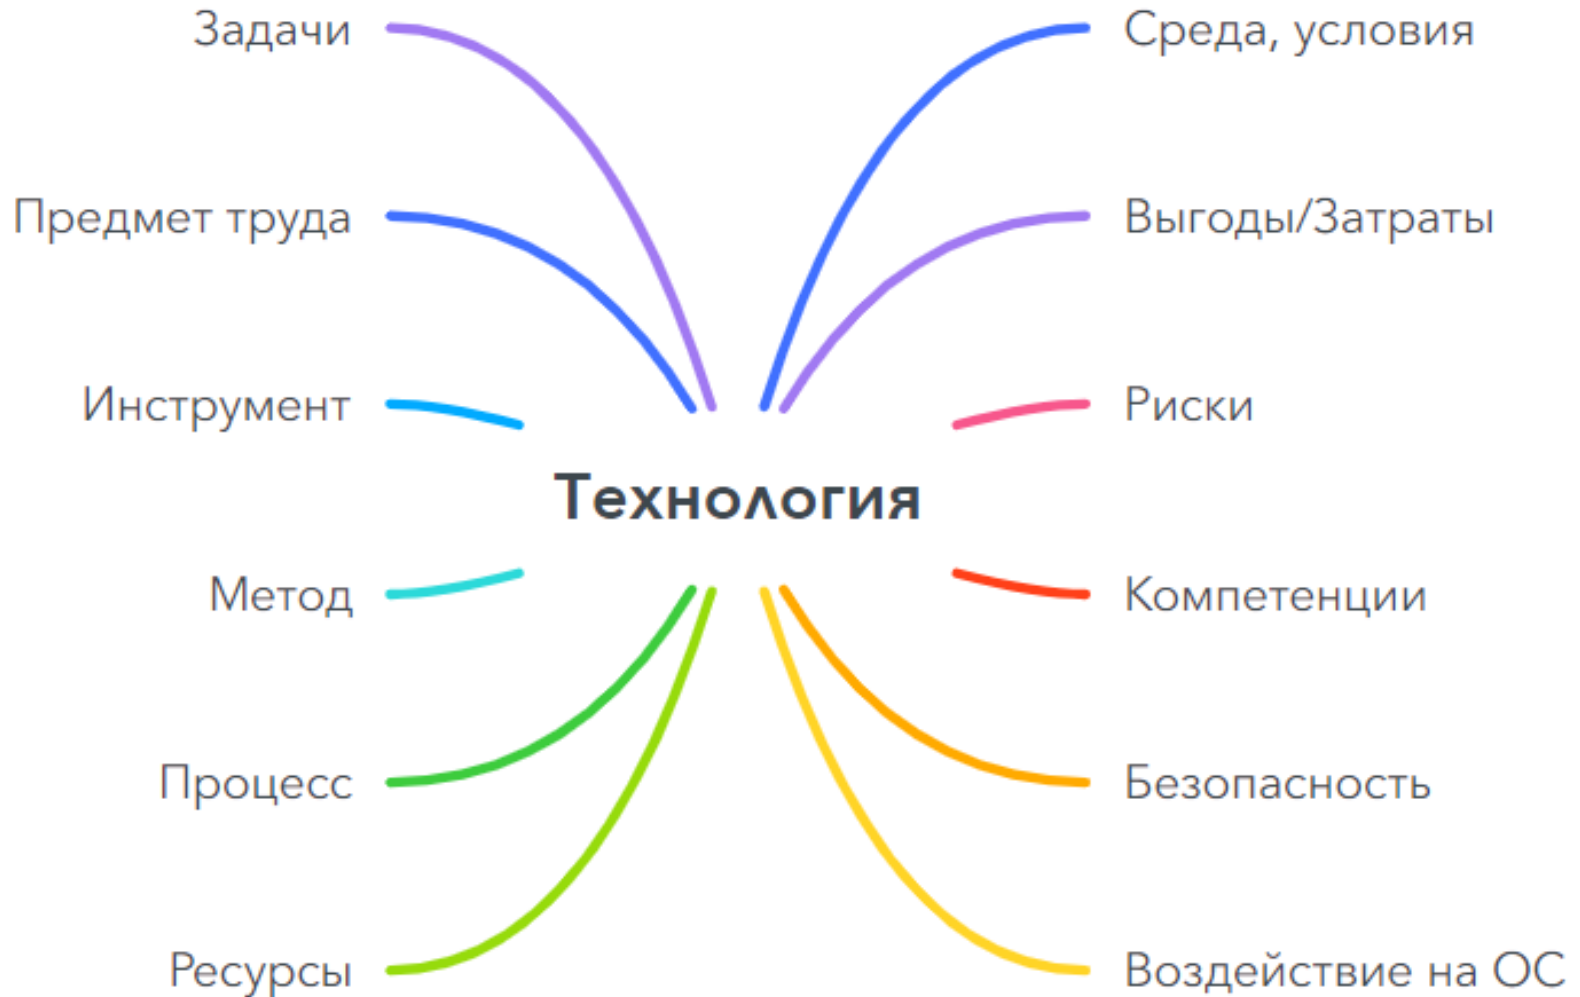 Задачи
Предмет труда
Инструмент
Метод
Процесс
Ресурсы
Технология
Среда, условия
Выгоды/Затраты
Риски
Компетенции
Безопасность
Воздействие на ОС